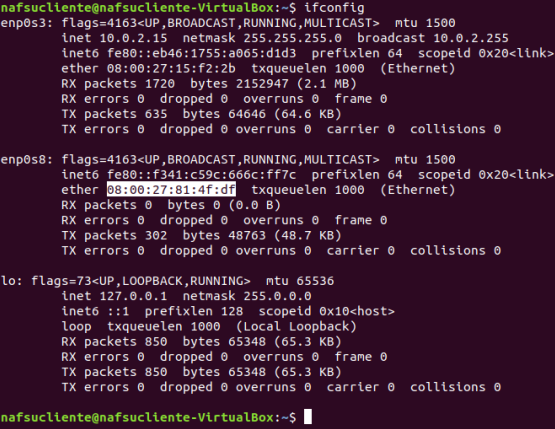 nafsucliente@nafsucliente-VirtualBox:~$ ifconfig
enp0s3: flags=4163<UP,BROADCAST,RUNNING,MULTICAST>  mtu 1500
        inet 10.0.2.15  netmask 255.255.255.0  broadcast 10.0.2.255
        inet6 fe80::eb46:1755:a065:d1d3  prefixlen 64  scopeid 0x20<link>
        ether 08:00:27:15:f2:2b  txqueuelen 1000  (Ethernet)
        RX packets 1720  bytes 2152947 (2.1 MB)
        RX errors 0  dropped 0  overruns 0  frame 0
        TX packets 635  bytes 64646 (64.6 KB)
        TX errors 0  dropped 0 overruns 0  carrier 0  collisions 0

enp0s8: flags=4163<UP,BROADCAST,RUNNING,MULTICAST>  mtu 1500
        inet6 fe80::f341:c59c:666c:ff7c  prefixlen 64  scopeid 0x20<link>
        ether 08:00:27:81:4f:df  txqueuelen 1000  (Ethernet)
        RX packets 0  bytes 0 (0.0 B)
        RX errors 0  dropped 0  overruns 0  frame 0
        TX packets 302  bytes 48763 (48.7 KB)
        TX errors 0  dropped 0 overruns 0  carrier 0  collisions 0

lo: flags=73<UP,LOOPBACK,RUNNING>  mtu 65536
        inet 127.0.0.1  netmask 255.0.0.0
        inet6 ::1  prefixlen 128  scopeid 0x10<host>
        loop  txqueuelen 1000  (Local Loopback)
        RX packets 850  bytes 65348 (65.3 KB)
        RX errors 0  dropped 0  overruns 0  frame 0
        TX packets 850  bytes 65348 (65.3 KB)
        TX errors 0  dropped 0 overruns 0  carrier 0  collisions 0

nafsucliente@nafsucliente-VirtualBox:~$